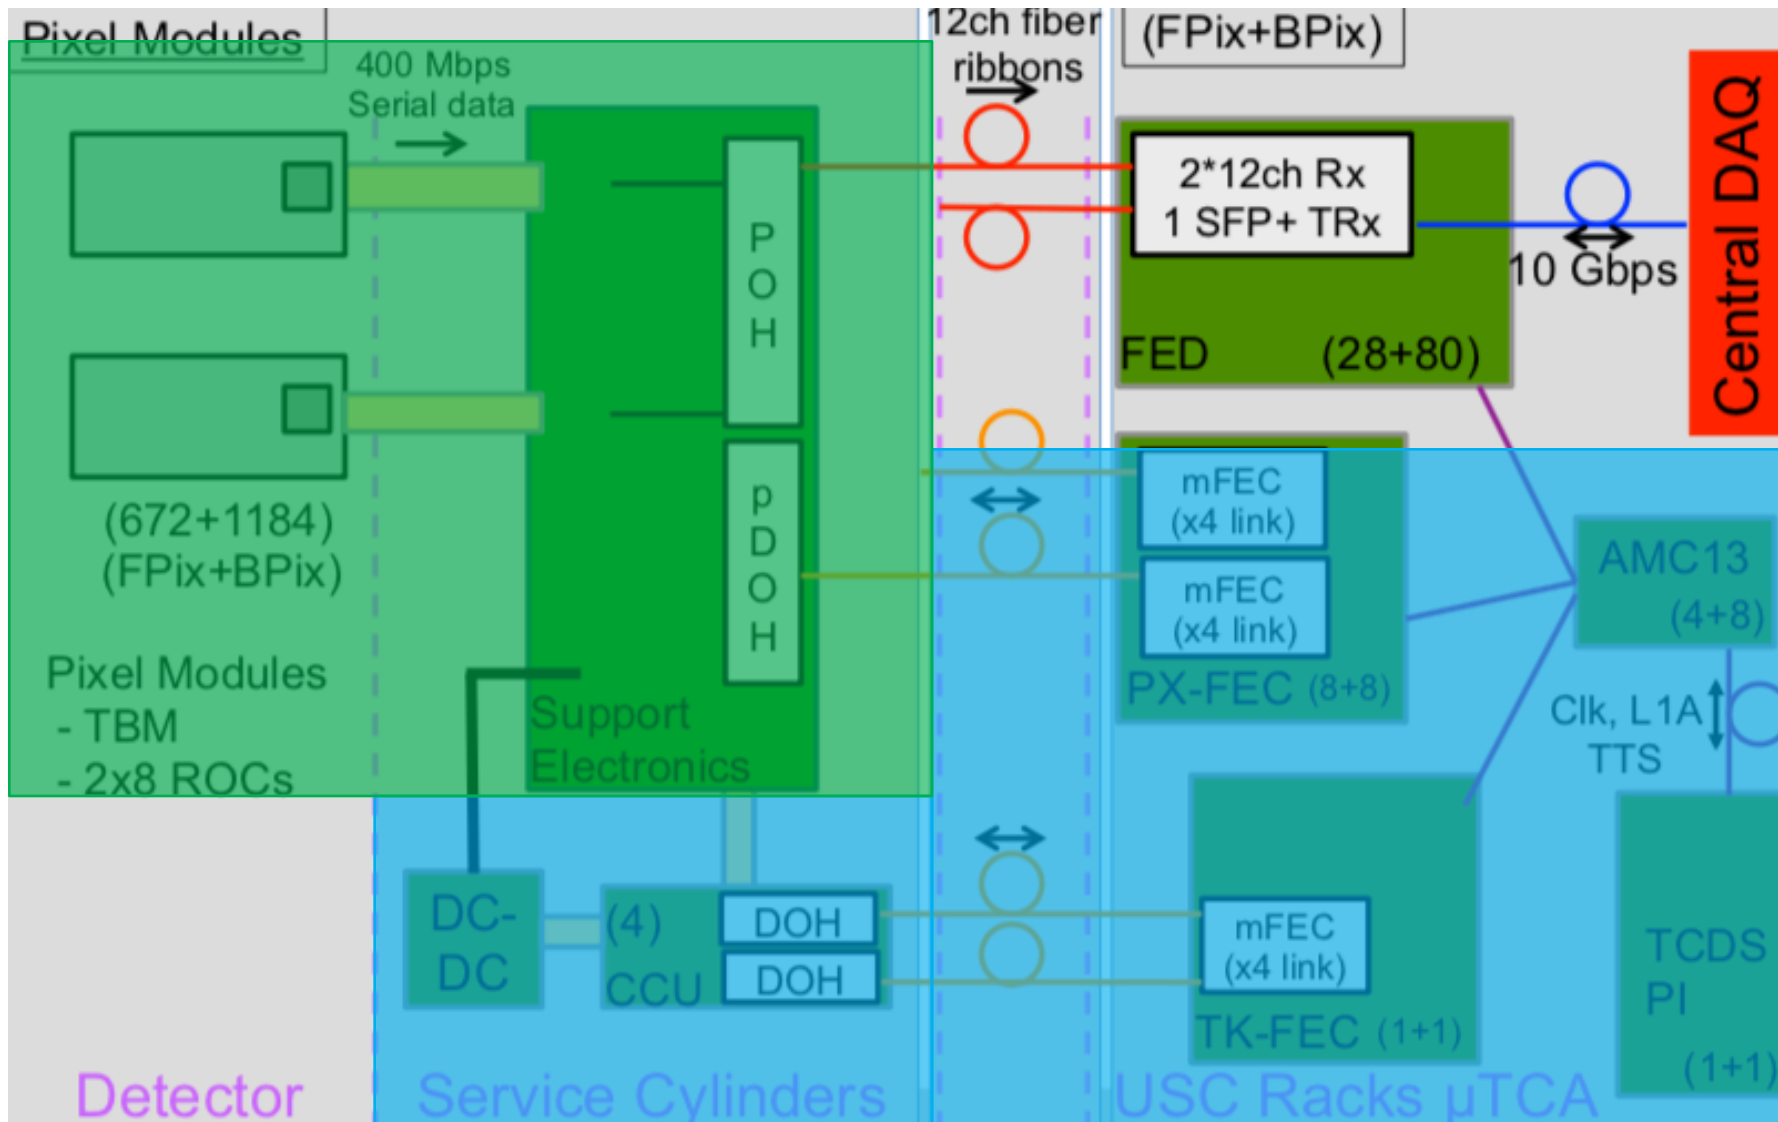 Pixel Modules
400 Mbps
Serial data
12ch fiber
ribbons
(FPix+BPix)
P
O
H
2*12ch Rx
1 SFP+ TRx
10 Gbps
Central DAQ
FED (28+80)
p
D
O
H
(672+1184)
(FPix+BPix)
Pixel Modules
- TBM
- 2x8 ROCs
Support
Electronics
mFEC
(x4 link)
mFEC
(x4 link)
PX-FEC (8+8)
AMC13
(4+8)
Clk, L1A
TTS
DC-
DC
(4)
CCU
DOH
DOH
mFEC
(x4 link)
TK-FEC (1+1)
TCDS
PI
(1+1)
Detector
Service Cylinders
USC Racks µTCA